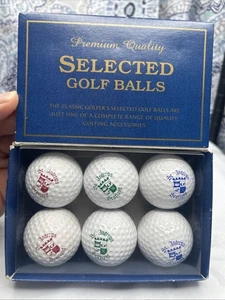 Premium Quality
SELECTED
GOLF BALLS
THE CLASSIC GOLFER'S SELECTED GOLF BALLS ARE
JUST ONE OF A COMPLETE RANGE OF QUALITY
GOLFING ACCESSORIES